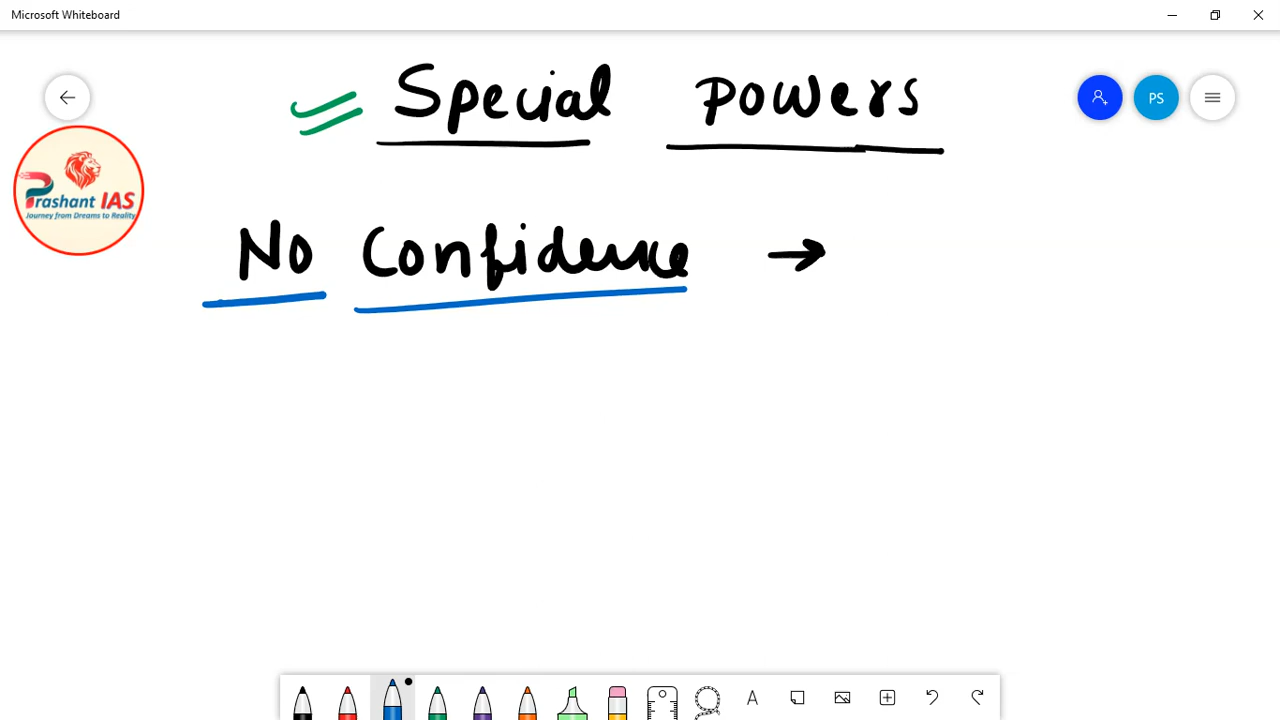 Microsoft Whiteboard
Special Powers
PS
Prashant IAS
Journey from Dreams to Reality
No Confidence →
A